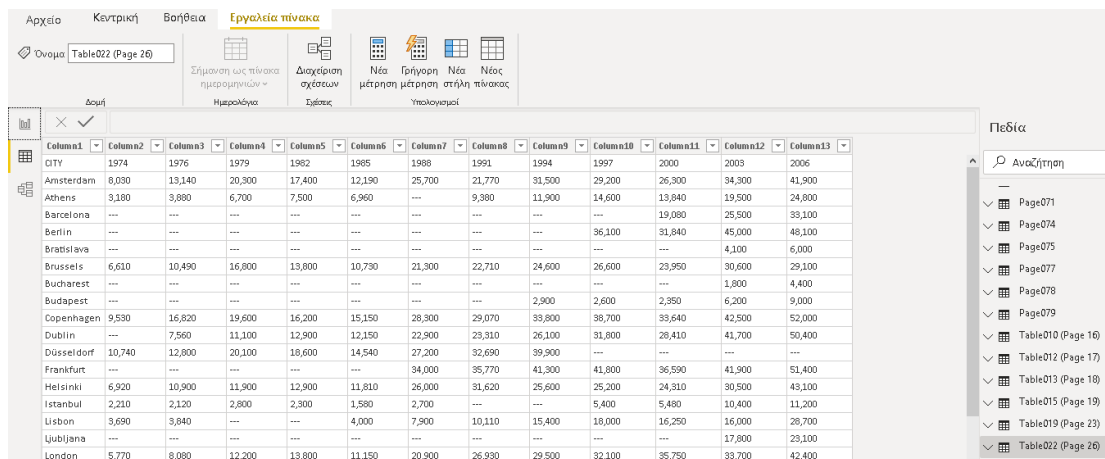 Αρχείο Κεντρική Βοήθεια Εργαλεία πίνακα
Όνομα Table022 (Page 26)
Σήμανση ως πίνακα ημερομηνιών
Διαχείριση σχέσεων
Νέα μέτρηση
Γρήγορη μέτρηση
Νέα στήλη
Νέος πίνακας
Δομή Ημερολόγια Σχέσεις Υπολογισμοί
Column1 Column2 Column3 Column4 Column5 Column6 Column7 Column8 Column9 Column10 Column11 Column12 Column13
CITY 1974 1976 1979 1982 1985 1988 1991 1994 1997 2000 2003 2006
Amsterdam 8,030 13,140 20,300 17,400 12,190 25,700 21,770 31,500 29,200 26,300 34,300 41,900
Athens 3,180 3,880 6,700 7,500 6,960 --- 9,380 11,900 14,600 13,840 19,500 24,800
Barcelona --- --- --- --- --- --- --- --- --- 19,080 25,500 33,100
Berlin --- --- --- --- --- --- --- --- 36,100 31,840 45,000 48,100
Bratislava --- --- --- --- --- --- --- --- --- --- 4,100 6,000
Brussels 6,610 10,490 16,800 13,800 10,730 21,300 22,710 24,600 26,600 23,950 30,600 29,100
Bucharest --- --- --- --- --- --- --- --- --- --- 1,800 4,400
Budapest --- --- --- --- --- --- --- 2,900 2,600 2,350 6,200 9,000
Copenhagen 9,530 16,820 19,600 16,200 15,150 28,300 29,070 33,800 38,700 33,640 42,500 52,000
Dublin --- 7,560 11,100 12,900 12,150 22,900 23,310 26,100 31,800 28,410 41,700 50,400
Düsseldorf 10,740 12,800 20,100 18,600 14,540 27,200 32,690 39,900 --- --- --- ---
Frankfurt --- --- --- --- --- 34,000 35,770 41,300 41,800 36,590 41,900 51,400
Helsinki 6,920 10,900 11,900 12,900 11,810 26,000 31,620 25,600 25,200 24,310 30,500 43,100
Istanbul 2,210 2,120 2,800 2,300 1,580 2,700 --- --- 5,400 5,480 10,400 11,200
Lisbon 3,690 3,840 --- --- 4,000 7,900 10,110 15,400 18,000 16,250 16,000 28,700
Ljubljana --- --- --- --- --- --- --- --- --- --- 17,800 23,100
London 5,770 8,080 12,200 13,800 11,150 20,900 26,930 29,500 32,100 35,750 33,700 42,400
Πεδία
Αναζήτηση
Page071
Page074
Page075
Page077
Page078
Page079
Table010 (Page 16)
Table012 (Page 17)
Table013 (Page 18)
Table015 (Page 19)
Table019 (Page 23)
Table022 (Page 26)